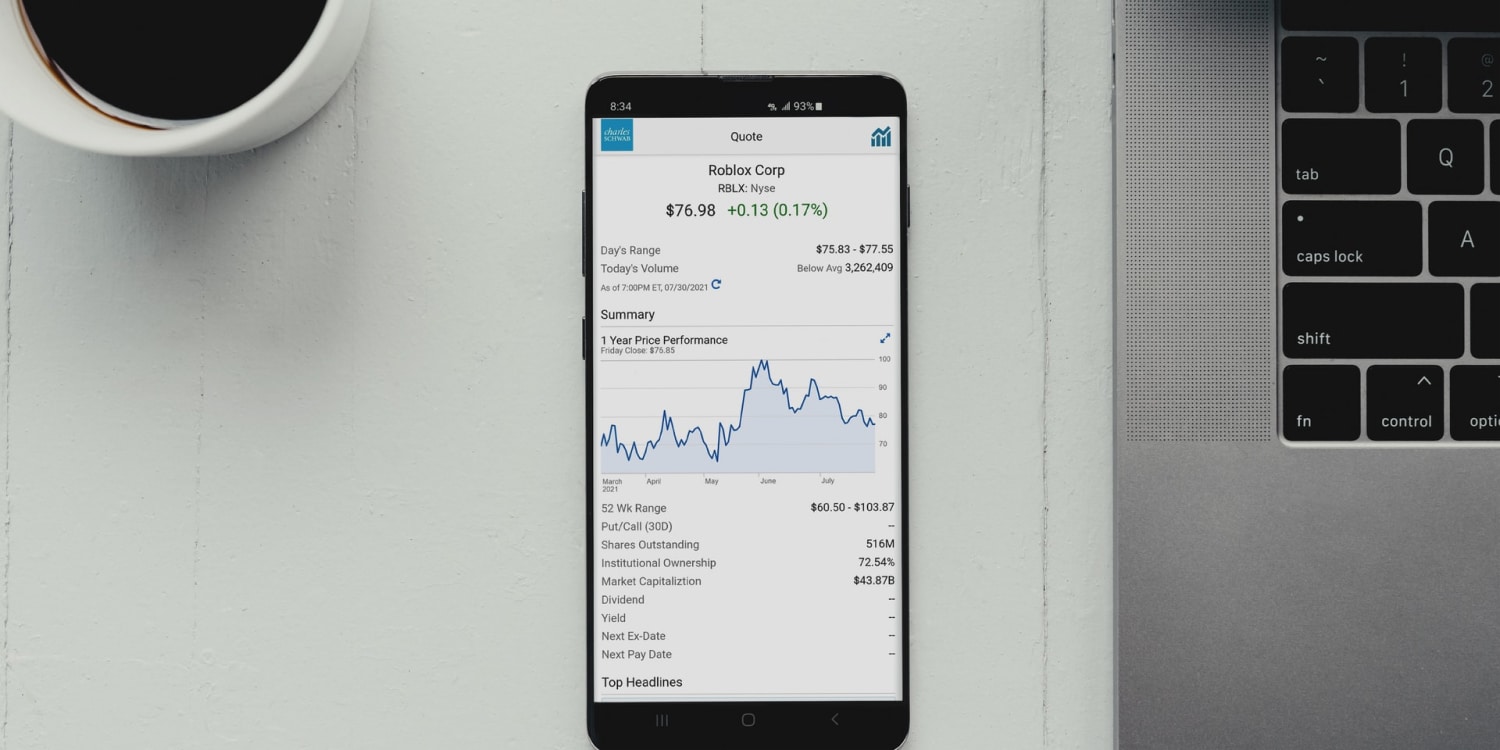 8:34 93%
charles
SCHWAB
Quote
Roblox Corp
RBLX: Nyse
$76.98 +0.13 (0.17%)
Day's Range $75.83 - $77.55
Today's Volume Below Avg 3,262,409
As of 7:00PM ET, 07/30/2021
Summary
1 Year Price Performance
Friday Close: $76.85
100
90
80
70
March April May June July
2021
52 Wk Range $60.50 - $103.87
Put/Call (30D) --
Shares Outstanding 516M
Institutional Ownership 72.54%
Market Capitaliztion $43.87B
Dividend --
Yield --
Next Ex-Date --
Next Pay Date --
Top Headlines
~ ! @
` 1 2
tab Q
caps lock A
shift
fn control optio